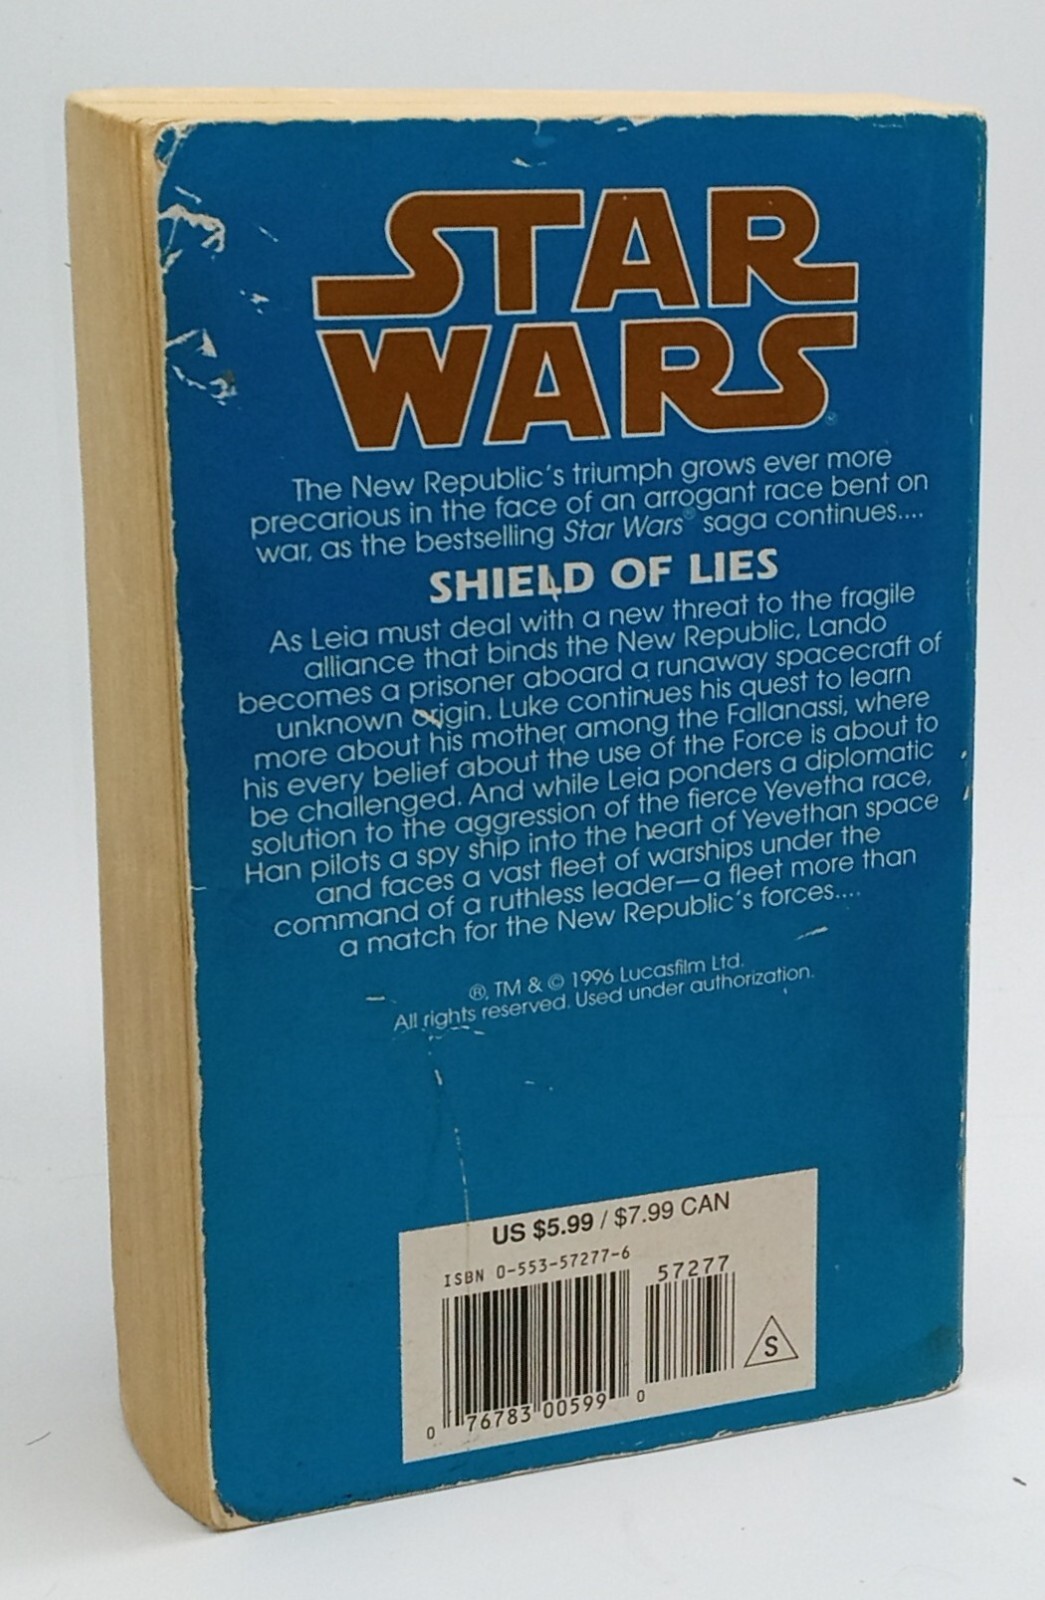 STAR
WARS®
The New Republic's triumph grows ever more
precarious in the face of an arrogant race bent on
war, as the bestselling Star Wars® saga continues....
SHIELD OF LIES
As Leia must deal with a new threat to the fragile
alliance that binds the New Republic, Lando
becomes a prisoner aboard a runaway spacecraft of
unknown origin. Luke continues his quest to learn
more about his mother among the Fallanassi, where
his every belief about the use of the Force is about to
be challenged. And while Leia ponders a diplomatic
solution to the aggression of the fierce Yevetha race,
Han pilots a spy ship into the heart of Yevethan space
and faces a vast fleet of warships under the
command of a ruthless leader—a fleet more than
a match for the New Republic's forces....
®, TM & © 1996 Lucasfilm Ltd.
All rights reserved. Used under authorization.
US $5.99 / $7.99 CAN
ISBN 0-553-57277-6
57277
S
0 76783 00599 0